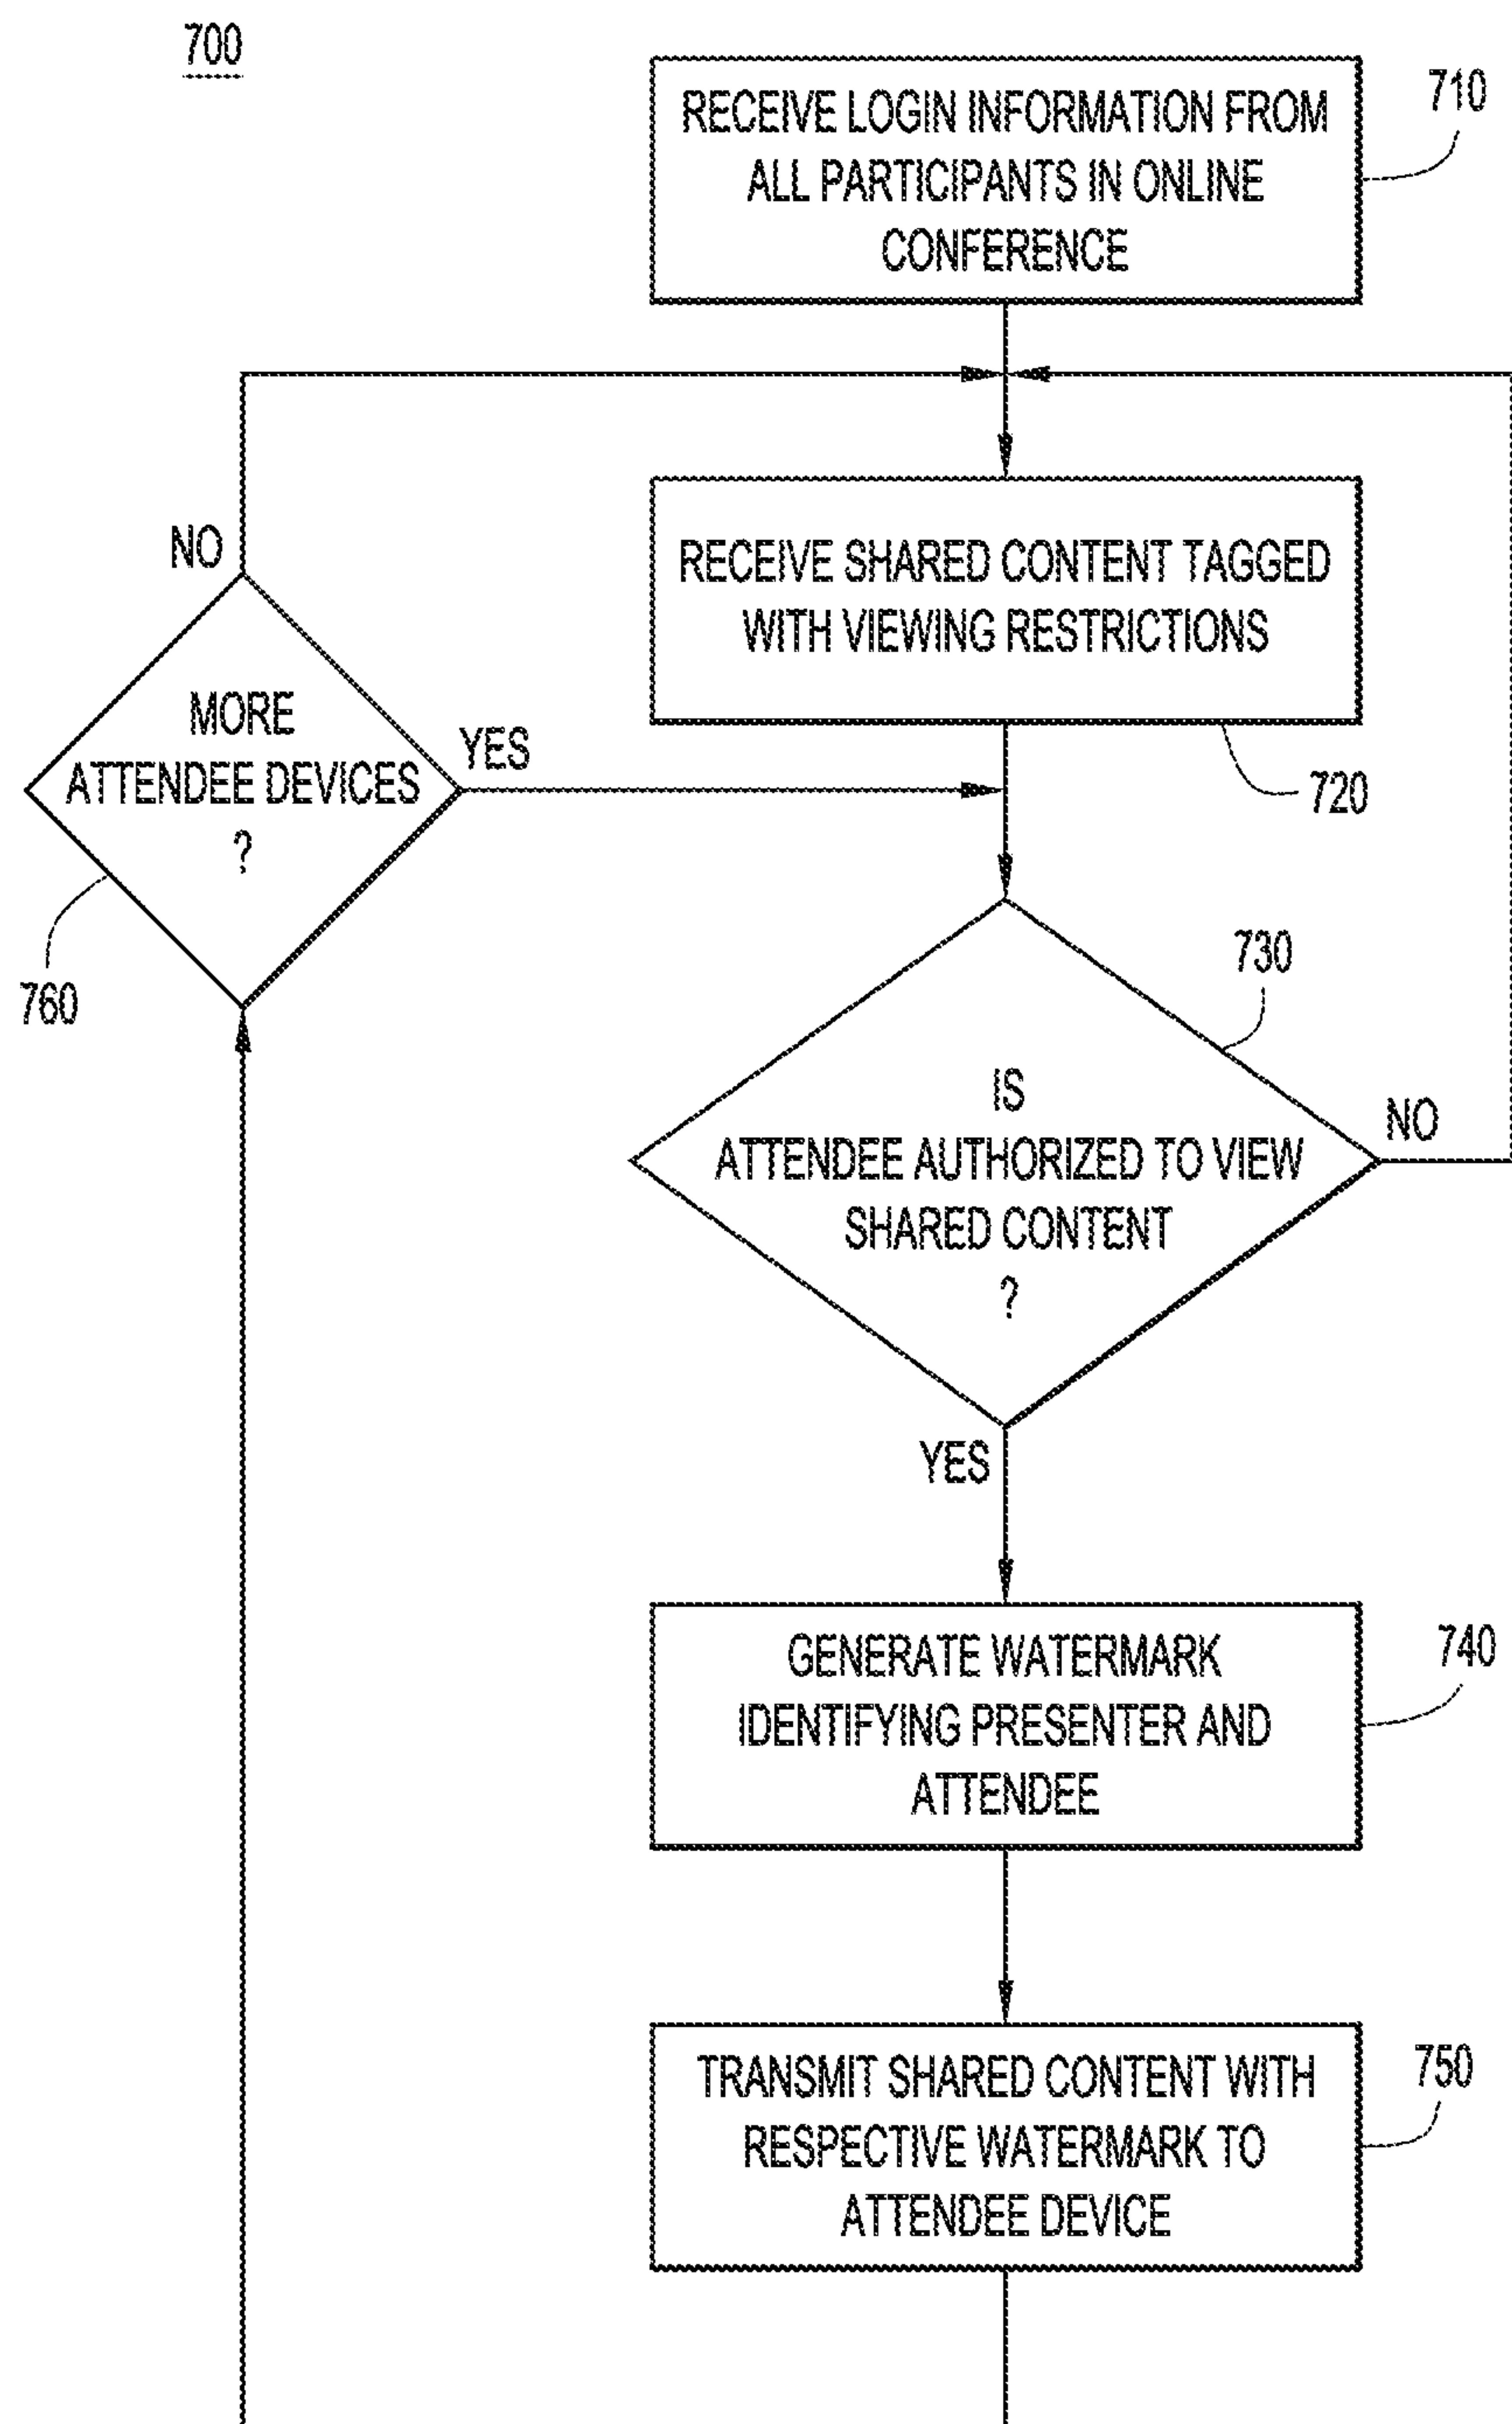 700
RECEIVE LOGIN INFORMATION FROM
ALL PARTICIPANTS IN ONLINE
CONFERENCE
710
RECEIVE SHARED CONTENT TAGGED
WITH VIEWING RESTRICTIONS
720
NO
MORE
ATTENDEE DEVICES
?
YES
760
730
IS
ATTENDEE AUTHORIZED TO VIEW
SHARED CONTENT
?
NO
YES
GENERATE WATERMARK
IDENTIFYING PRESENTER AND
ATTENDEE
740
TRANSMIT SHARED CONTENT WITH
RESPECTIVE WATERMARK TO
ATTENDEE DEVICE
750